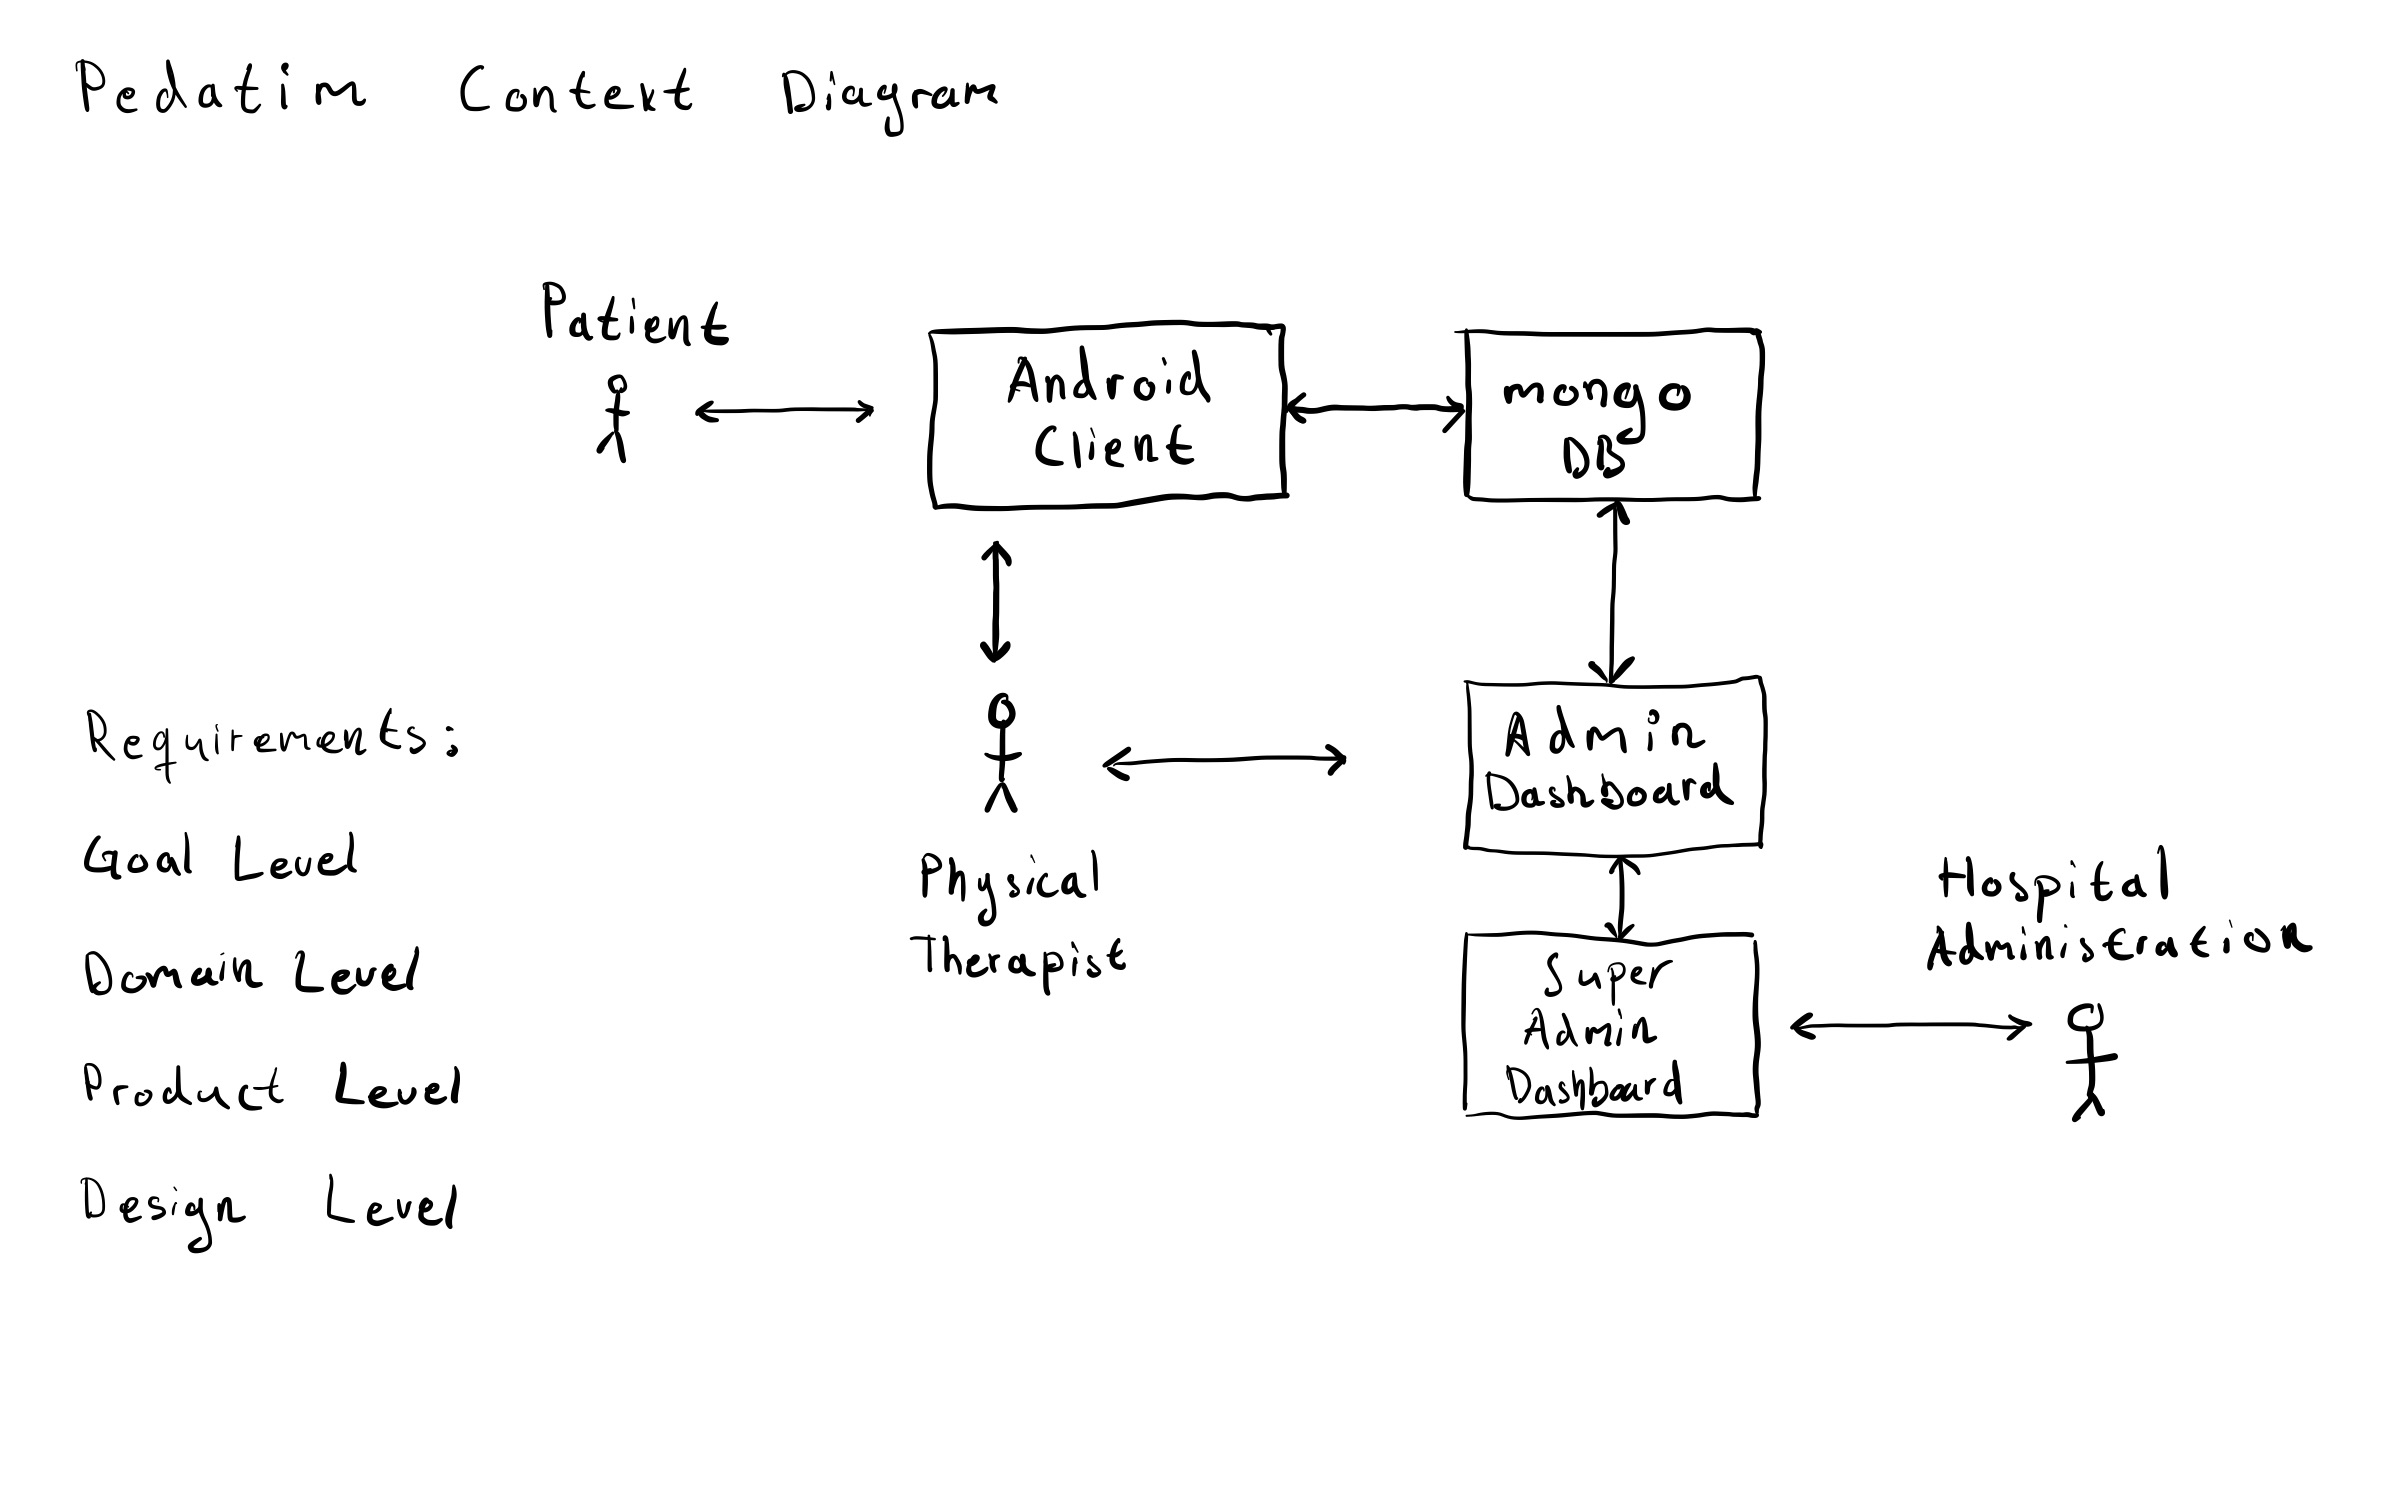 Pedatim Context Diagram
Patient
Android
Client
mongo
DB
Admin
Dashboard
Physical
Therapist
Super
Admin
Dashboard
Hospital
Administration
Requirements:
Goal Level
Domain Level
Product Level
Design Level